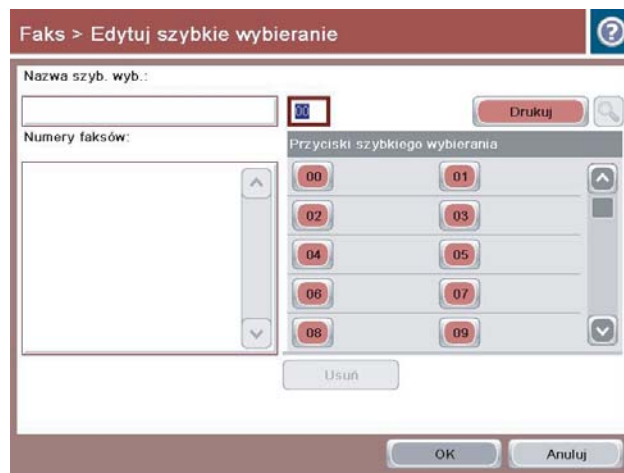 Faks > Edytuj szybkie wybieranie
?
Nazwa szyb. wyb.:
00
Drukuj
Numery faksów:
Przyciski szybkiego wybierania
00 01
02 03
04 05
06 07
08 09
Usuń
OK Anuluj